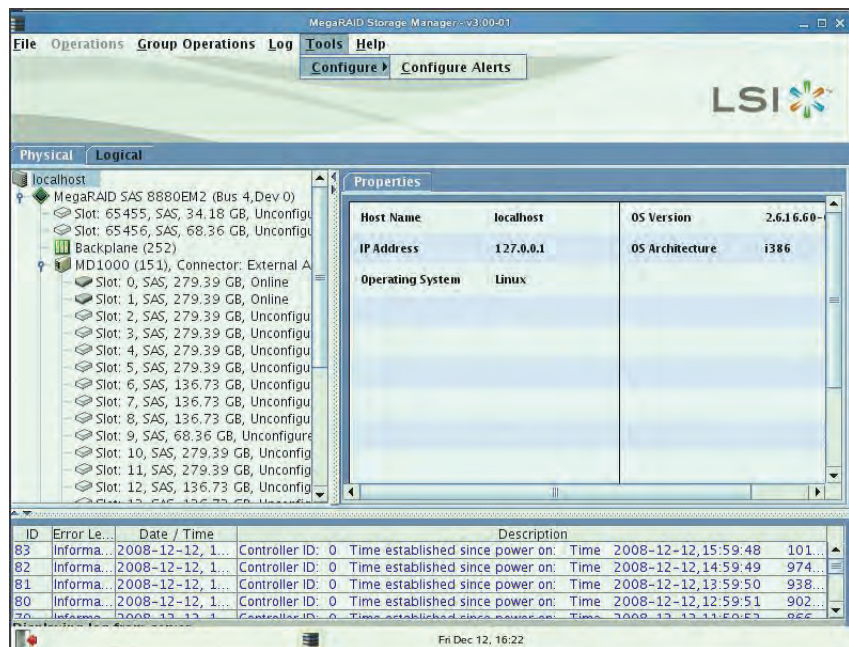 MegaRAID Storage Manager - v3.00-01
File Operations Group Operations Log Tools Help
Configure Configure Alerts
LSI
Physical Logical
localhost
MegaRAID SAS 8880EM2 (Bus 4,Dev 0)
Slot: 65455, SAS, 34.18 GB, Unconfigu
Slot: 65456, SAS, 68.36 GB, Unconfigu
Backplane (252)
MD1000 (151), Connector: External A
Slot: 0, SAS, 279.39 GB, Online
Slot: 1, SAS, 279.39 GB, Online
Slot: 2, SAS, 279.39 GB, Unconfigu
Slot: 3, SAS, 279.39 GB, Unconfigu
Slot: 4, SAS, 279.39 GB, Unconfigu
Slot: 5, SAS, 279.39 GB, Unconfigu
Slot: 6, SAS, 136.73 GB, Unconfigu
Slot: 7, SAS, 136.73 GB, Unconfigu
Slot: 8, SAS, 136.73 GB, Unconfigu
Slot: 9, SAS, 68.36 GB, Unconfigure
Slot: 10, SAS, 279.39 GB, Unconfig
Slot: 11, SAS, 279.39 GB, Unconfig
Slot: 12, SAS, 136.73 GB, Unconfig
Properties
Host Name localhost OS Version 2.6.16.60-
IP Address 127.0.0.1 OS Architecture i386
Operating System Linux
ID Error Le... Date / Time Description
83 Informa... 2008-12-12, 1... Controller ID: 0 Time established since power on: Time 2008-12-12,15:59:48 101...
82 Informa... 2008-12-12, 1... Controller ID: 0 Time established since power on: Time 2008-12-12,14:59:49 974...
81 Informa... 2008-12-12, 1... Controller ID: 0 Time established since power on: Time 2008-12-12,13:59:50 938...
80 Informa... 2008-12-12, 1... Controller ID: 0 Time established since power on: Time 2008-12-12,12:59:51 902...
Fri Dec 12, 16:22